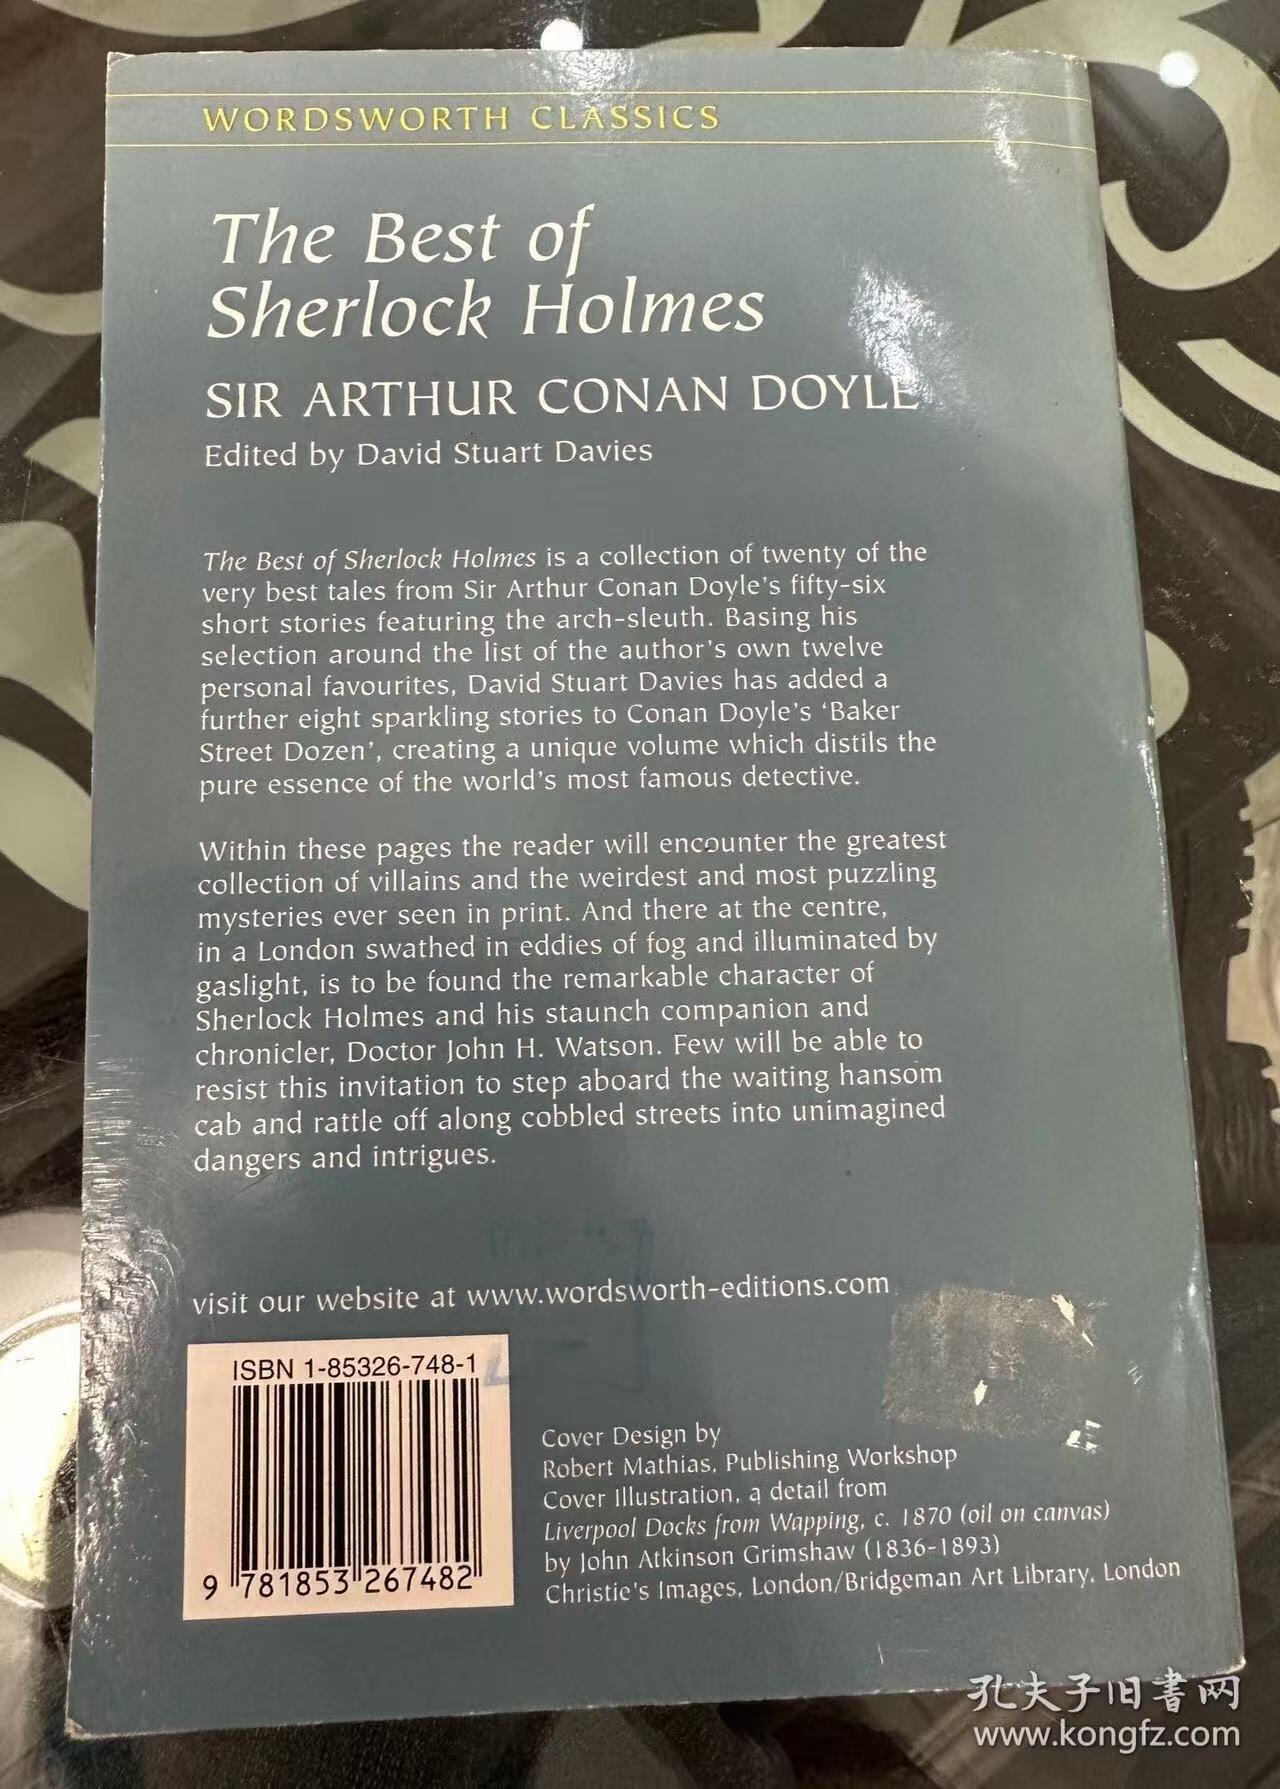 WORDSWORTH CLASSICS
The Best of
Sherlock Holmes
SIR ARTHUR CONAN DOYLE
Edited by David Stuart Davies
The Best of Sherlock Holmes is a collection of twenty of the
very best tales from Sir Arthur Conan Doyle's fifty-six
short stories featuring the arch-sleuth. Basing his
selection around the list of the author's own twelve
personal favourites, David Stuart Davies has added a
further eight sparkling stories to Conan Doyle's ‘Baker
Street Dozen’, creating a unique volume which distils the
pure essence of the world's most famous detective.
Within these pages the reader will encounter the greatest
collection of villains and the weirdest and most puzzling
mysteries ever seen in print. And there at the centre,
in a London swathed in eddies of fog and illuminated by
gaslight, is to be found the remarkable character of
Sherlock Holmes and his staunch companion and
chronicler, Doctor John H. Watson. Few will be able to
resist this invitation to step aboard the waiting hansom
cab and rattle off along cobbled streets into unimagined
dangers and intrigues.
visit our website at www.wordsworth-editions.com
ISBN 1-85326-748-1
9 781853 267482
Cover Design by
Robert Mathias, Publishing Workshop
Cover Illustration, a detail from
Liverpool Docks from Wapping, c. 1870 (oil on canvas)
by John Atkinson Grimshaw (1836-1893)
Christie's Images, London/Bridgeman Art Library, London
孔夫子旧书网
www.kongfz.com